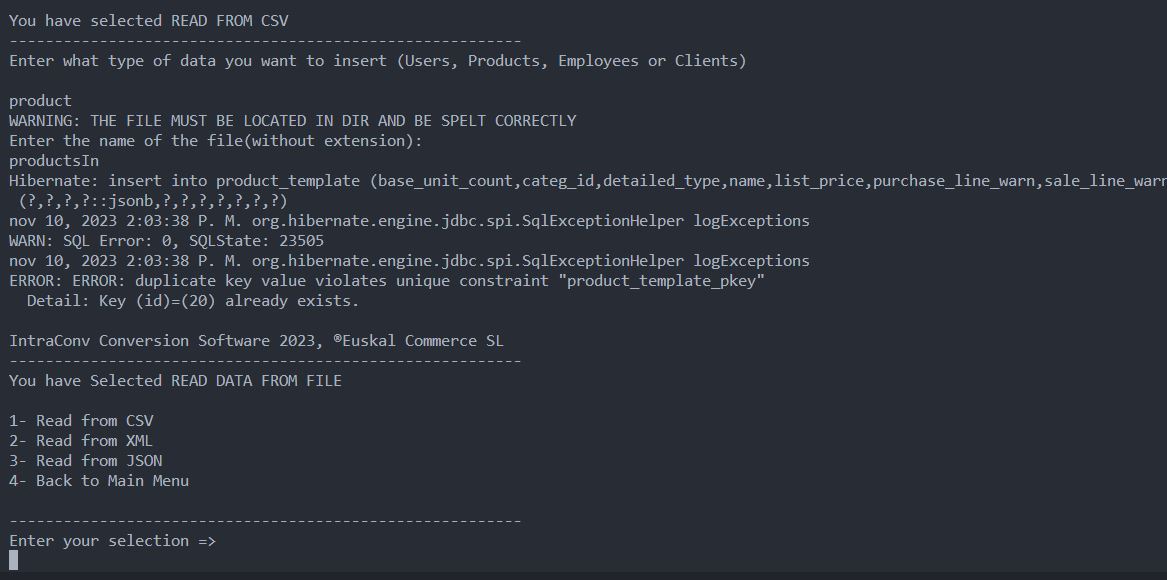 You have selected READ FROM CSV
---------------------------------------------------------
Enter what type of data you want to insert (Users, Products, Employees or Clients)
product
WARNING: THE FILE MUST BE LOCATED IN DIR AND BE SPELT CORRECTLY
Enter the name of the file(without extension):
productsIn
Hibernate: insert into product_template (base_unit_count,categ_id,detailed_type,name,list_price,purchase_line_warn,sale_line_warn
(?,?,?,?::jsonb,?,?,?,?,?,?,?)
nov 10, 2023 2:03:38 P. M. org.hibernate.engine.jdbc.spi.SqlExceptionHelper logExceptions
WARN: SQL Error: 0, SQLState: 23505
nov 10, 2023 2:03:38 P. M. org.hibernate.engine.jdbc.spi.SqlExceptionHelper logExceptions
ERROR: ERROR: duplicate key value violates unique constraint "product_template_pkey"
  Detail: Key (id)=(20) already exists.
IntraConv Conversion Software 2023, ®Euskal Commerce SL
---------------------------------------------------------
You have Selected READ DATA FROM FILE
1- Read from CSV
2- Read from XML
3- Read from JSON
4- Back to Main Menu
---------------------------------------------------------
Enter your selection =>